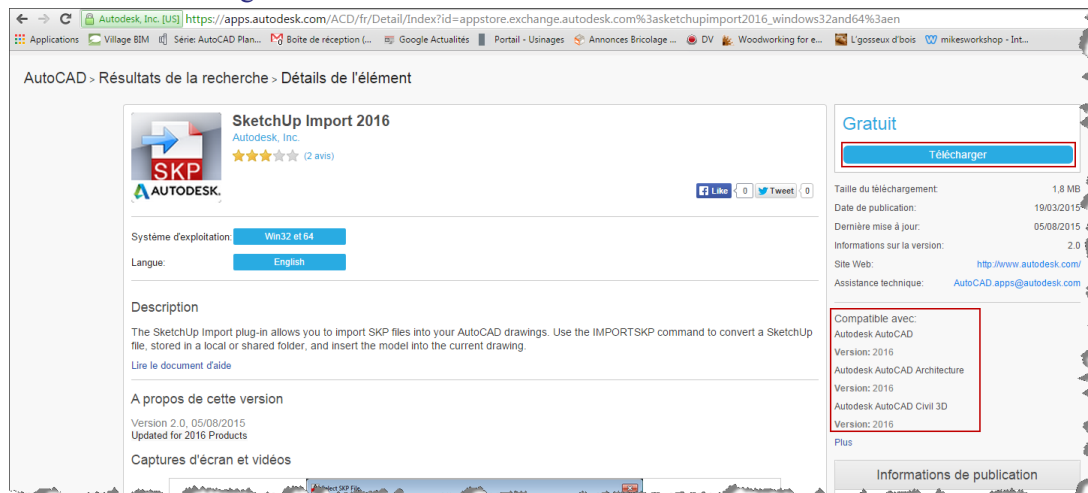 Autodesk, Inc. [US] https://apps.autodesk.com/ACD/fr/Detail/Index?id=appstore.exchange.autodesk.com%3asketchupimport2016_windows32and64%3aen
Applications Village BIM Série: AutoCAD Plan... Boîte de réception (... Google Actualités Portail - Usinages Annonces Bricolage ... DV Woodworking for e... L'gosseux d'bois mikesworkshop - Int...
AutoCAD > Résultats de la recherche > Détails de l'élément
SketchUp Import 2016
Autodesk, Inc.
(2 avis)
SKP
AUTODESK.
Like 0 Tweet 0
Système d'exploitation: Win32 et 64
Langue: English
Description
The SketchUp Import plug-in allows you to import SKP files into your AutoCAD drawings. Use the IMPORTSKP command to convert a SketchUp
file, stored in a local or shared folder, and insert the model into the current drawing.
Lire le document d'aide
A propos de cette version
Version 2.0, 05/08/2015
Updated for 2016 Products
Captures d'écran et vidéos
Select SKP File
Gratuit
Télécharger
Taille du téléchargement: 1,8 MB
Date de publication: 19/03/2015
Dernière mise à jour: 05/08/2015
Informations sur la version: 2.0
Site Web: http://www.autodesk.com/
Assistance technique: AutoCAD.apps@autodesk.com
Compatible avec:
Autodesk AutoCAD
Version: 2016
Autodesk AutoCAD Architecture
Version: 2016
Autodesk AutoCAD Civil 3D
Version: 2016
Plus
Informations de publication